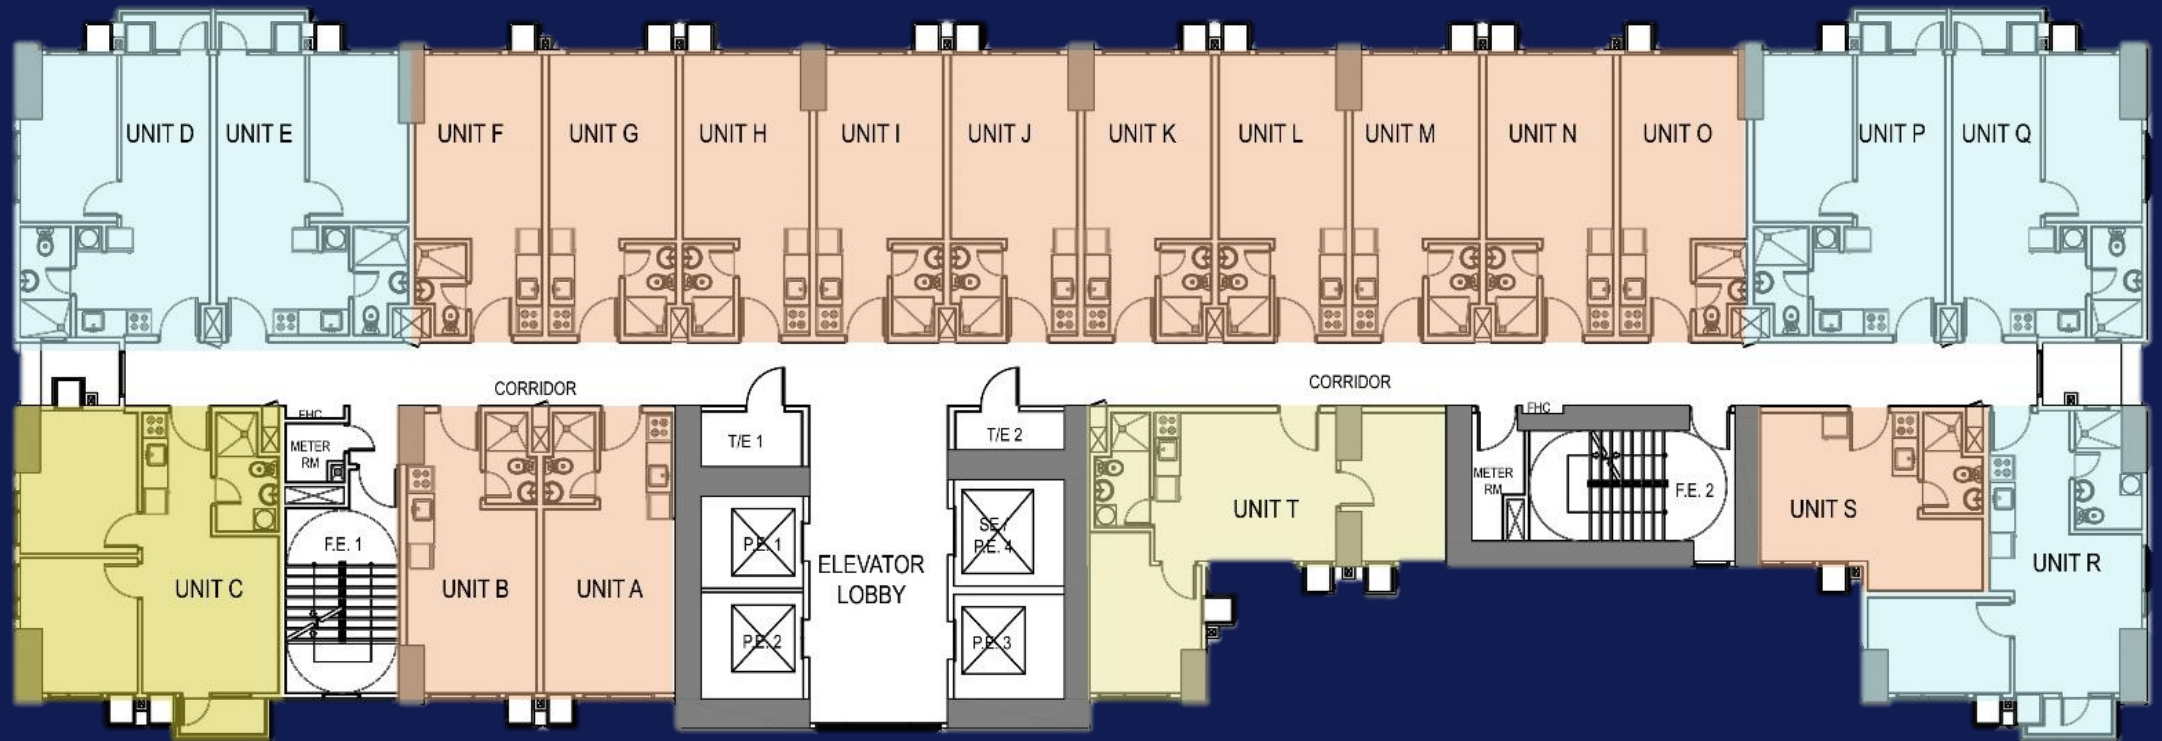 UNIT D
UNIT E
UNIT F
UNIT G
UNIT H
UNIT I
UNIT J
UNIT K
UNIT L
UNIT M
UNIT N
UNIT O
UNIT P
UNIT Q
CORRIDOR
CORRIDOR
FHC
METER
RM
F.E. 1
UNIT C
UNIT B
UNIT A
T/E 1
P.E. 1
P.E. 2
ELEVATOR
LOBBY
T/E 2
SE /
P.E. 4
P.E. 3
UNIT T
FHC
METER
RM
F.E. 2
UNIT S
UNIT R